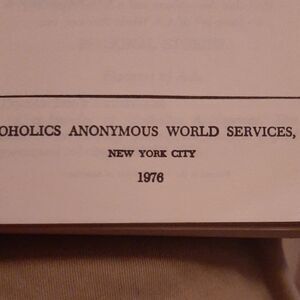 OHOLICS ANONYMOUS WORLD SERVICES,
NEW YORK CITY
1976